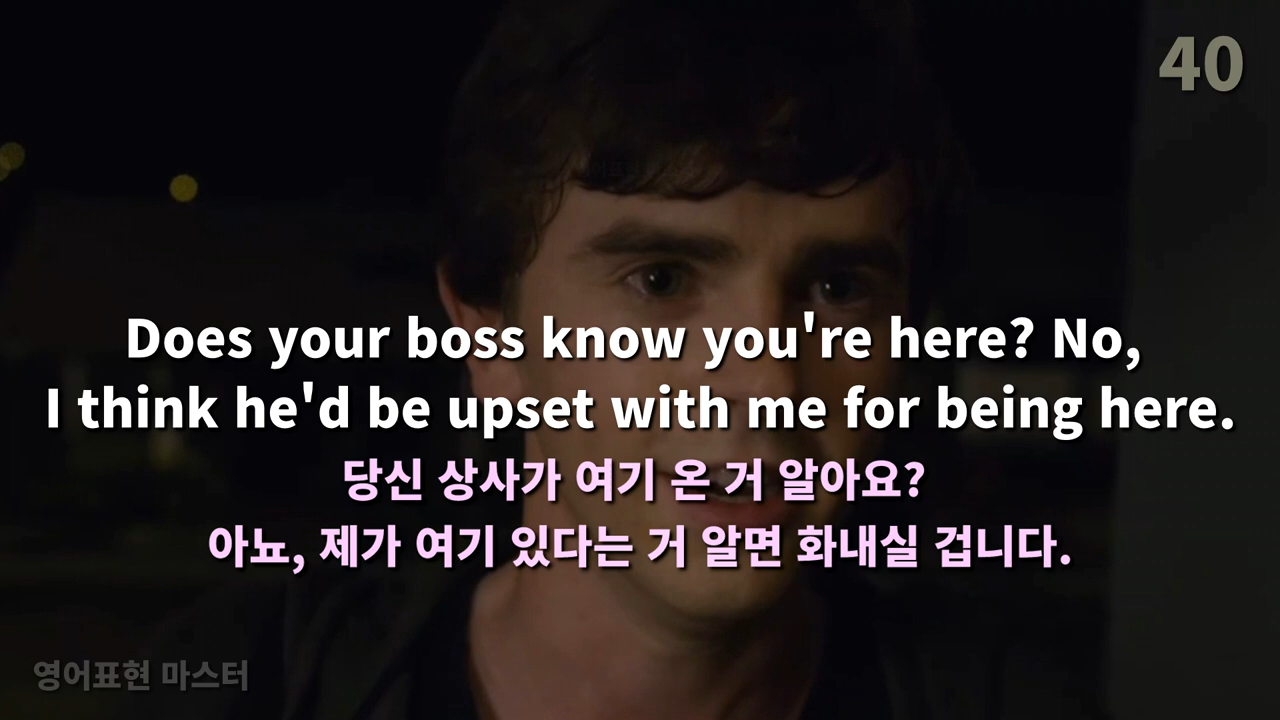 40
Does your boss know you're here? No,
I think he'd be upset with me for being here.
당신 상사가 여기 온 거 알아요?
아뇨, 제가 여기 있다는 거 알면 화내실 겁니다.
영어표현 마스터